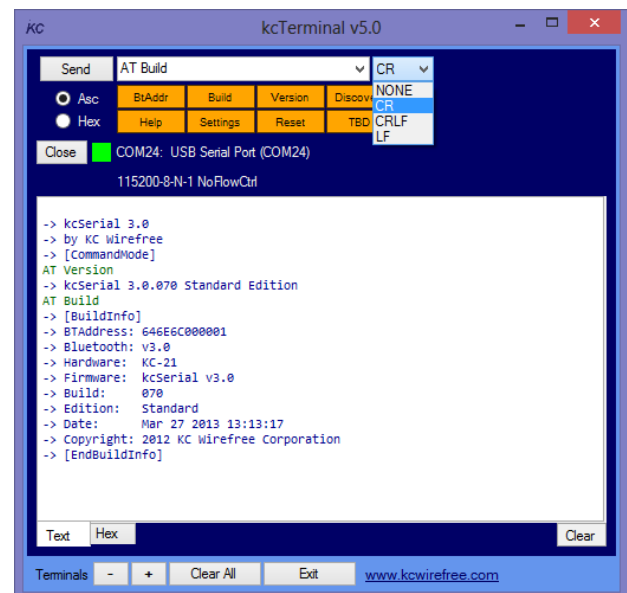 KC kcTerminal v5.0
Send AT Build CR
Asc BtAddr Build Version Discov NONE
CR
Hex Help Settings Reset TBD CRLF
LF
Close COM24: USB Serial Port (COM24)
115200-8-N-1 NoFlowCtrl
-> kcSerial 3.0
-> by KC Wirefree
-> [CommandMode]
AT Version
-> kcSerial 3.0.070 Standard Edition
AT Build
-> [BuildInfo]
-> BTAddress: 646E6C000001
-> Bluetooth: v3.0
-> Hardware: KC-21
-> Firmware: kcSerial v3.0
-> Build: 070
-> Edition: Standard
-> Date: Mar 27 2013 13:13:17
-> Copyright: 2012 KC Wirefree Corporation
-> [EndBuildInfo]
Text Hex Clear
Terminals - + Clear All Exit www.kcwirefree.com